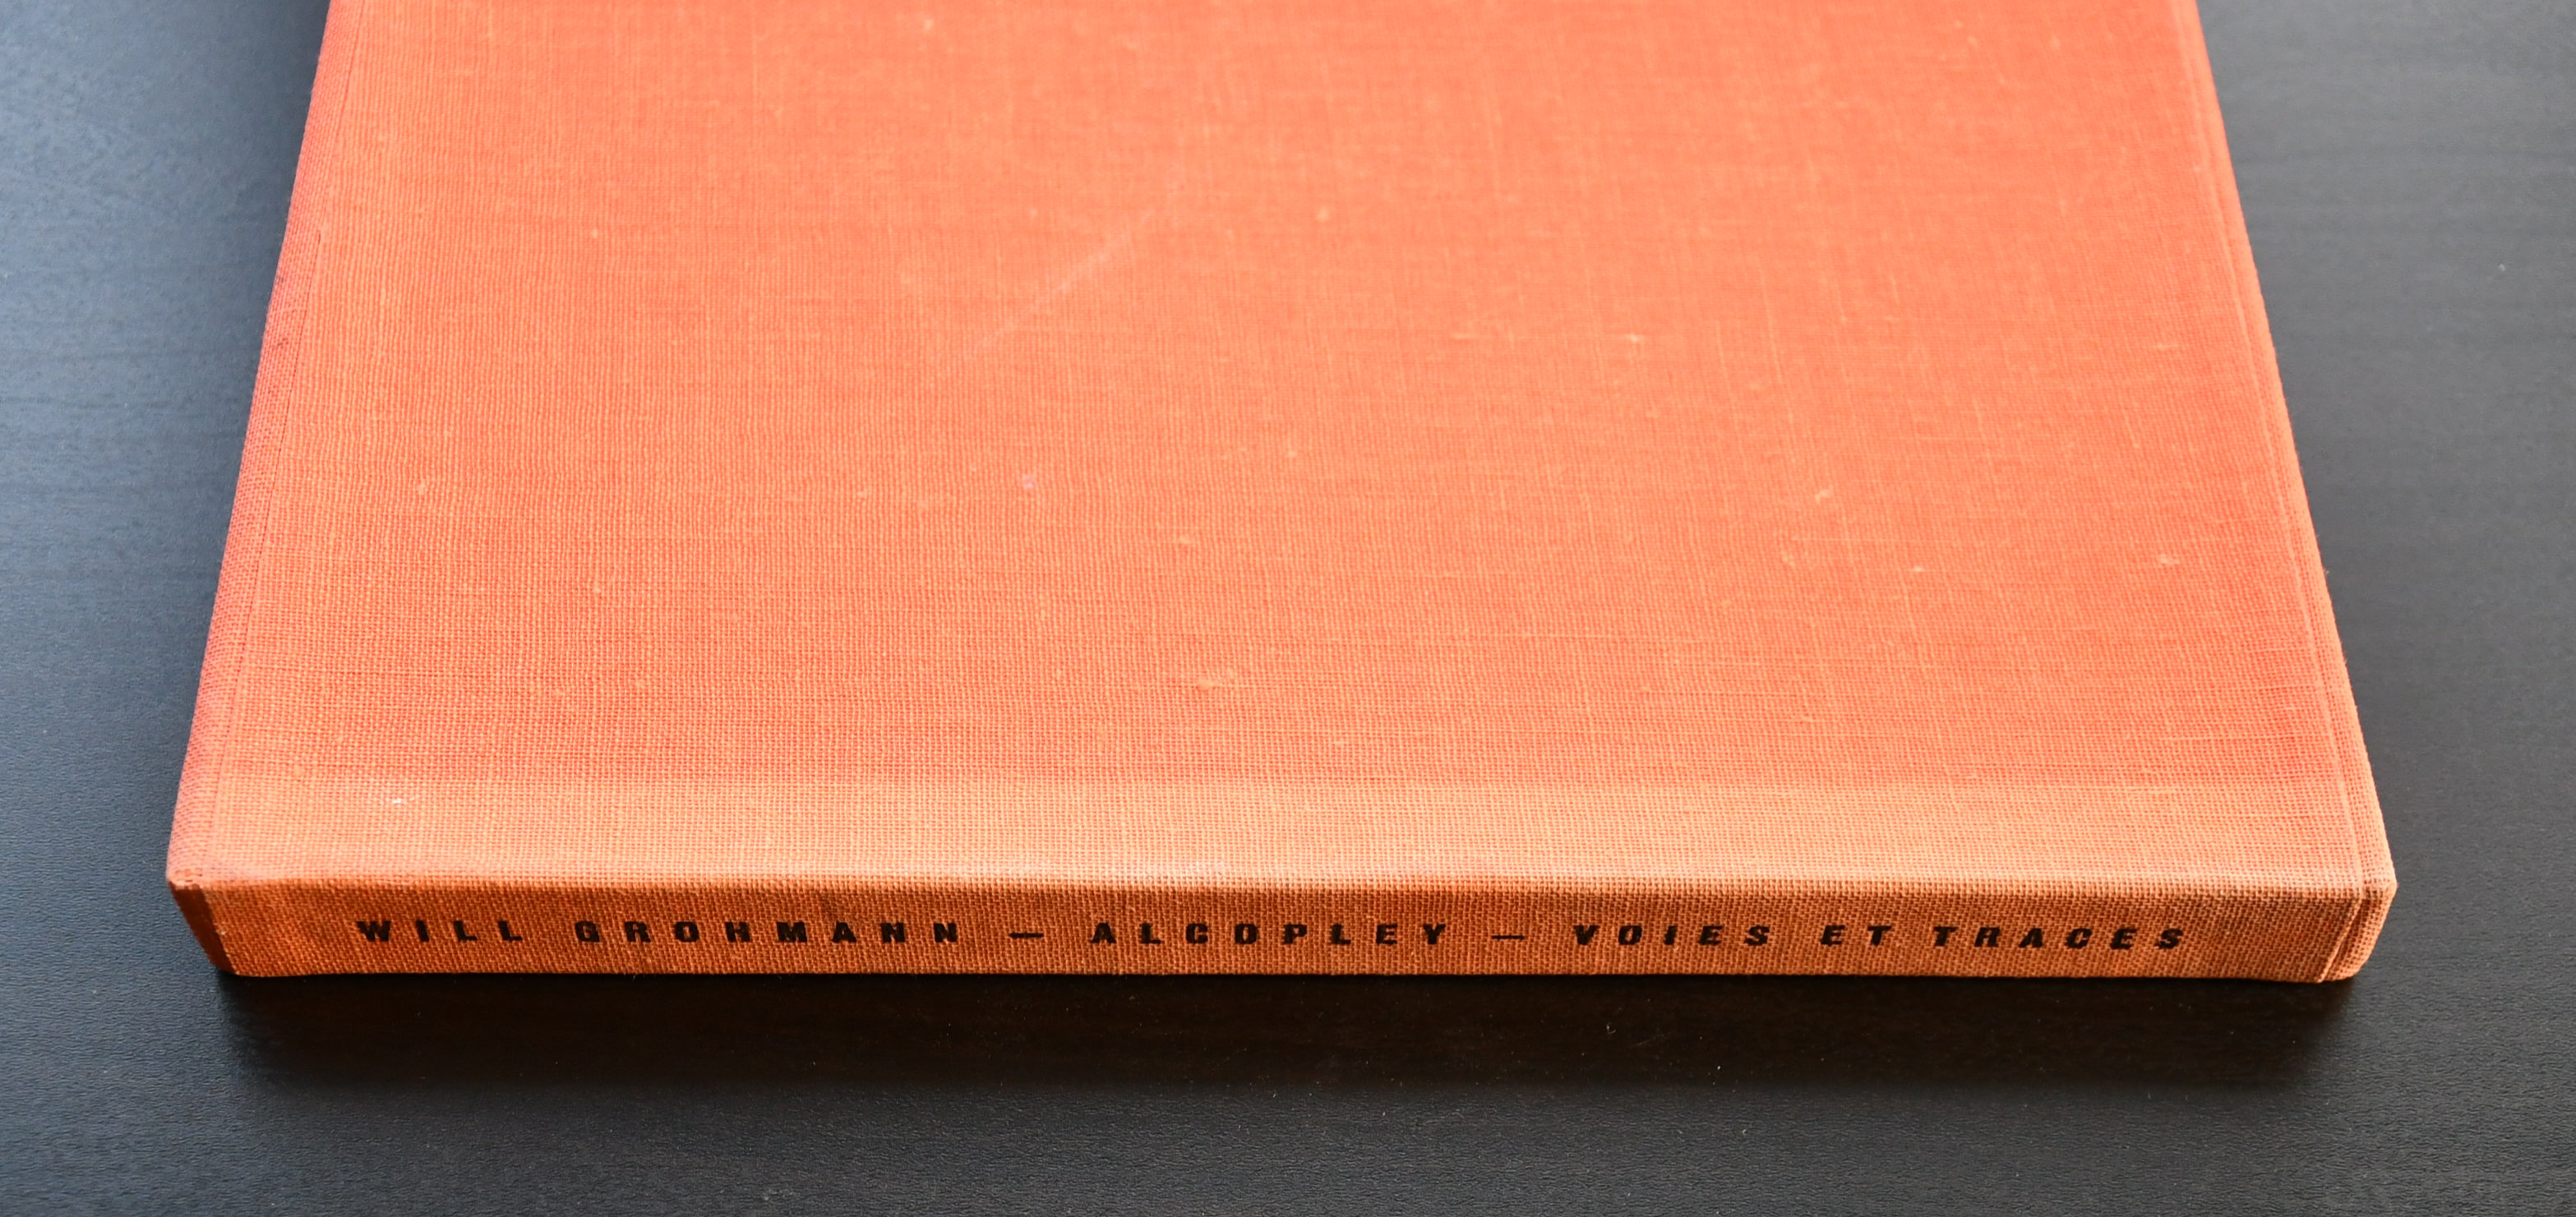 WILL GROHMANN – ALCOPLEY – VOIES ET TRACES